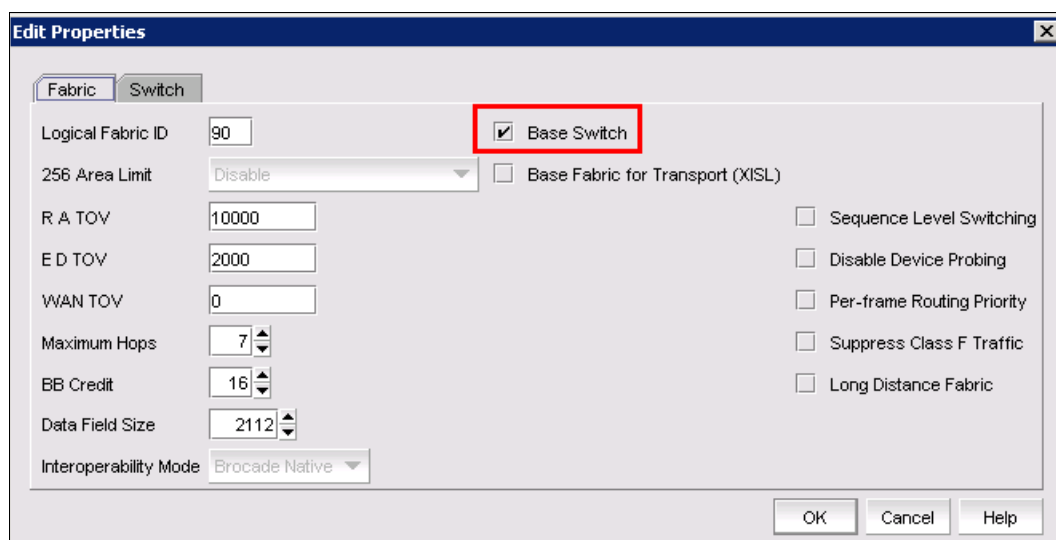 Edit Properties
Fabric Switch
Logical Fabric ID 90 Base Switch
256 Area Limit Disable Base Fabric for Transport (XISL)
R A TOV 10000 Sequence Level Switching
E D TOV 2000 Disable Device Probing
WAN TOV 0 Per-frame Routing Priority
Maximum Hops 7 Suppress Class F Traffic
BB Credit 16 Long Distance Fabric
Data Field Size 2112
Interoperability Mode Brocade Native
OK Cancel Help